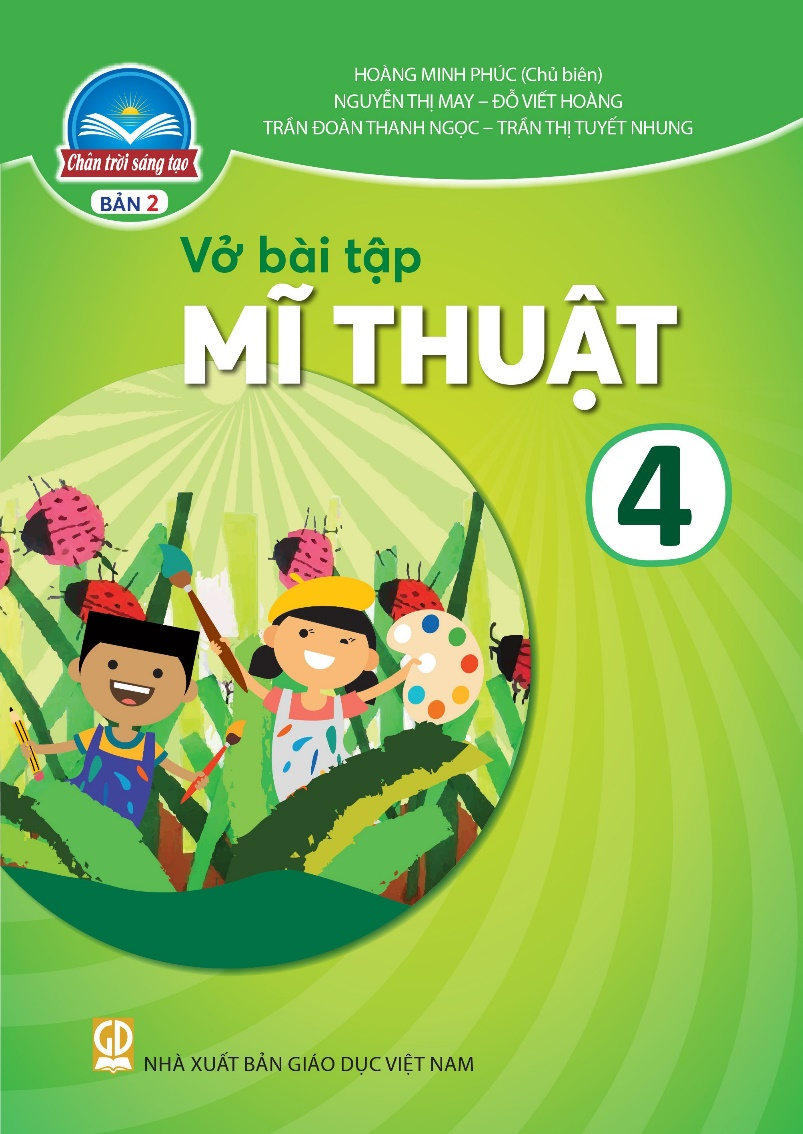 HOÀNG MINH PHÚC (Chủ biên)
NGUYỄN THỊ MAY – ĐỖ VIẾT HOÀNG
TRẦN ĐOÀN THANH NGỌC – TRẦN THỊ TUYẾT NHUNG
Chân trời sáng tạo
BẢN 2
Vở bài tập
MĨ THUẬT
4
GD
NHÀ XUẤT BẢN GIÁO DỤC VIỆT NAM